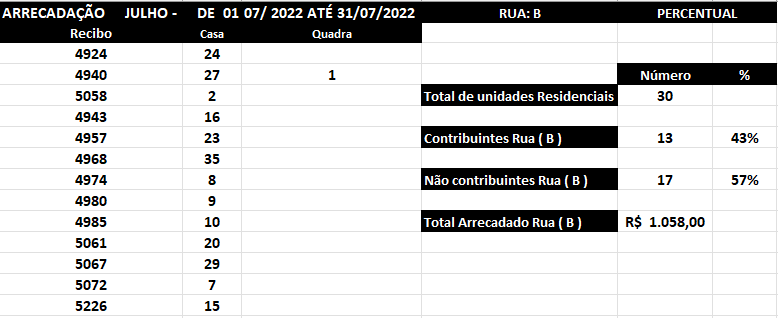 ARRECADAÇÃO JULHO - DE 01 07/ 2022 ATÉ 31/07/2022 RUA: B PERCENTUAL
Recibo Casa Quadra
4924 24
4940 27 1 Número %
5058 2 Total de unidades Residenciais 30
4943 16
4957 23 Contribuintes Rua ( B ) 13 43%
4968 35
4974 8 Não contribuintes Rua ( B ) 17 57%
4980 9
4985 10 Total Arrecadado Rua ( B ) R$ 1.058,00
5061 20
5067 29
5072 7
5226 15